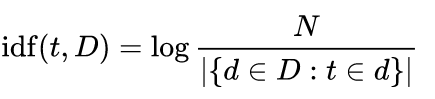 idf(t, D) = log N / |{d ∈ D : t ∈ d}|